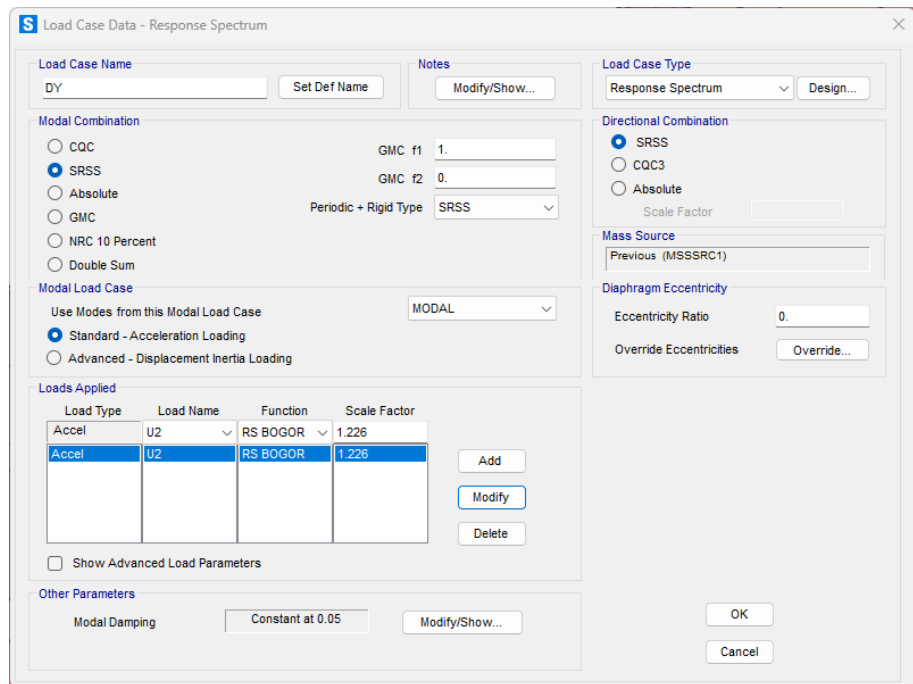 S Load Case Data - Response Spectrum
Load Case Name
DY
Set Def Name
Notes
Modify/Show...
Load Case Type
Response Spectrum
Design...
Modal Combination
CQC
SRSS
Absolute
GMC
NRC 10 Percent
Double Sum
GMC f1 1.
GMC f2 0.
Periodic + Rigid Type SRSS
Directional Combination
SRSS
CQC3
Absolute
Scale Factor
Mass Source
Previous (MSSSRC1)
Modal Load Case
Use Modes from this Modal Load Case MODAL
Standard - Acceleration Loading
Advanced - Displacement Inertia Loading
Diaphragm Eccentricity
Eccentricity Ratio 0.
Override Eccentricities Override...
Loads Applied
Load Type Load Name Function Scale Factor
Accel U2 RS BOGOR 1.226
Accel U2 RS BOGOR 1.226
Add
Modify
Delete
Show Advanced Load Parameters
Other Parameters
Modal Damping Constant at 0.05 Modify/Show...
OK
Cancel